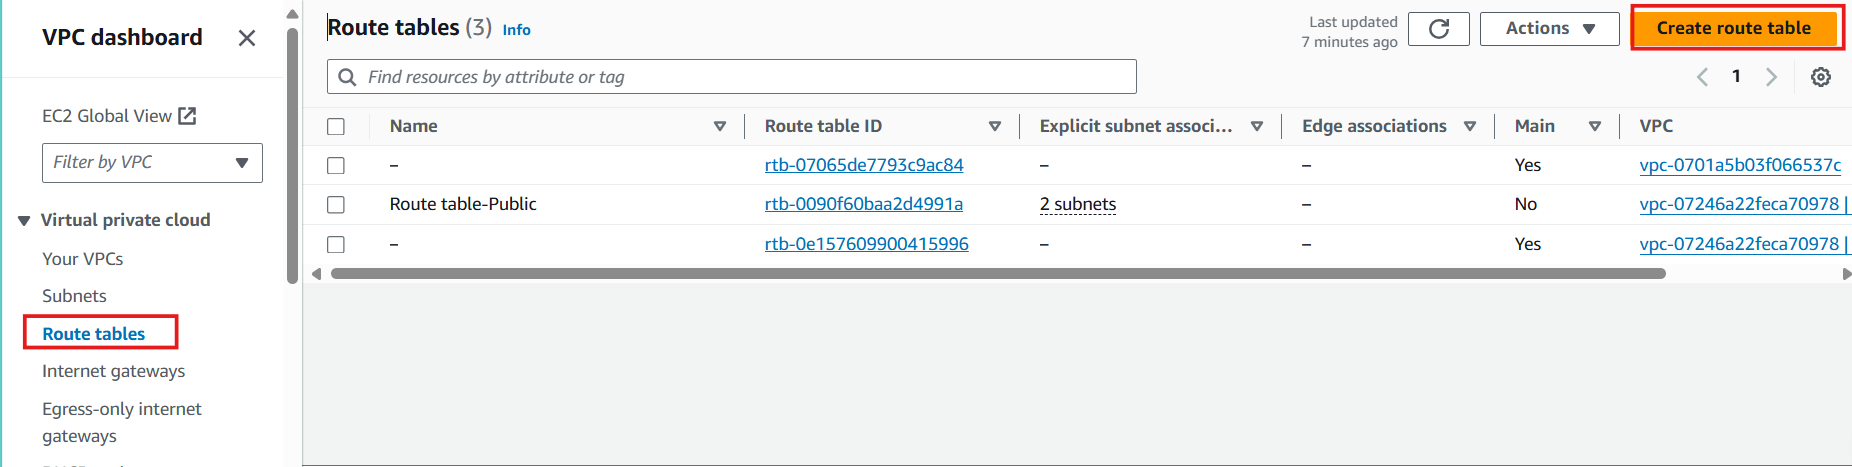 VPC dashboard
EC2 Global View
Filter by VPC
Virtual private cloud
Your VPCs
Subnets
Route tables
Internet gateways
Egress-only internet
gateways
Route tables (3) Info
Last updated
7 minutes ago
Actions
Create route table
Find resources by attribute or tag
1
Name Route table ID Explicit subnet associ... Edge associations Main VPC
– rtb-07065de7793c9ac84 – – Yes vpc-0701a5b03f066537c
Route table-Public rtb-0090f60baa2d4991a 2 subnets – No vpc-07246a22feca70978 |
– rtb-0e157609900415996 – – Yes vpc-07246a22feca70978 |